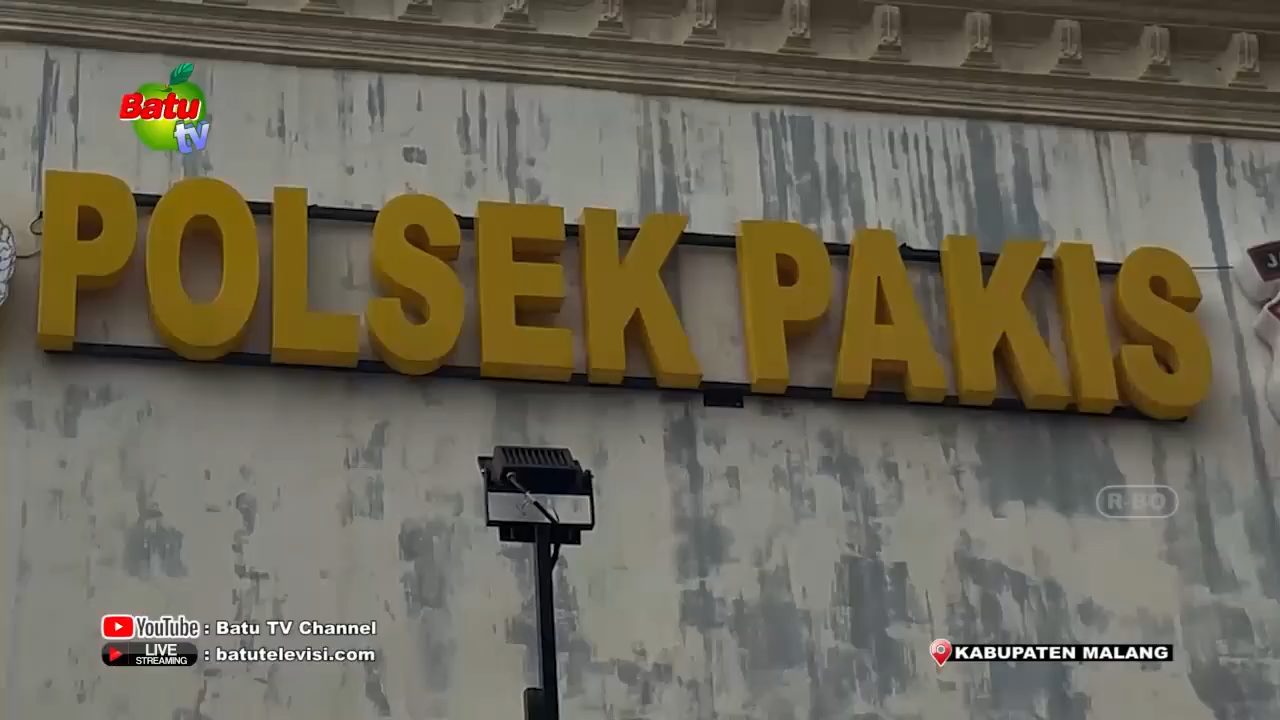 Batu
tv
POLSEK PAKIS
R-BO
YouTube : Batu TV Channel
LIVE
STREAMING : batutelevisi.com
KABUPATEN MALANG